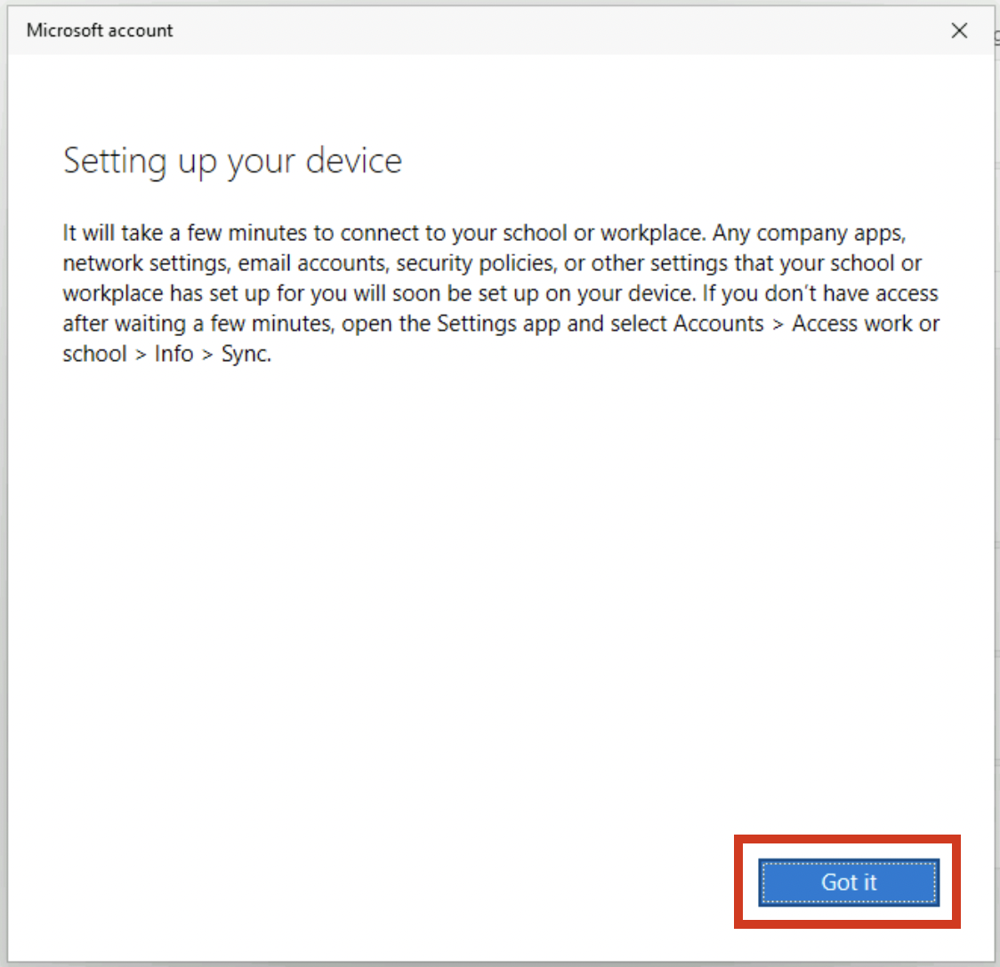 Microsoft account
Setting up your device
It will take a few minutes to connect to your school or workplace. Any company apps,
network settings, email accounts, security policies, or other settings that your school or
workplace has set up for you will soon be set up on your device. If you don’t have access
after waiting a few minutes, open the Settings app and select Accounts > Access work or
school > Info > Sync.
Got it